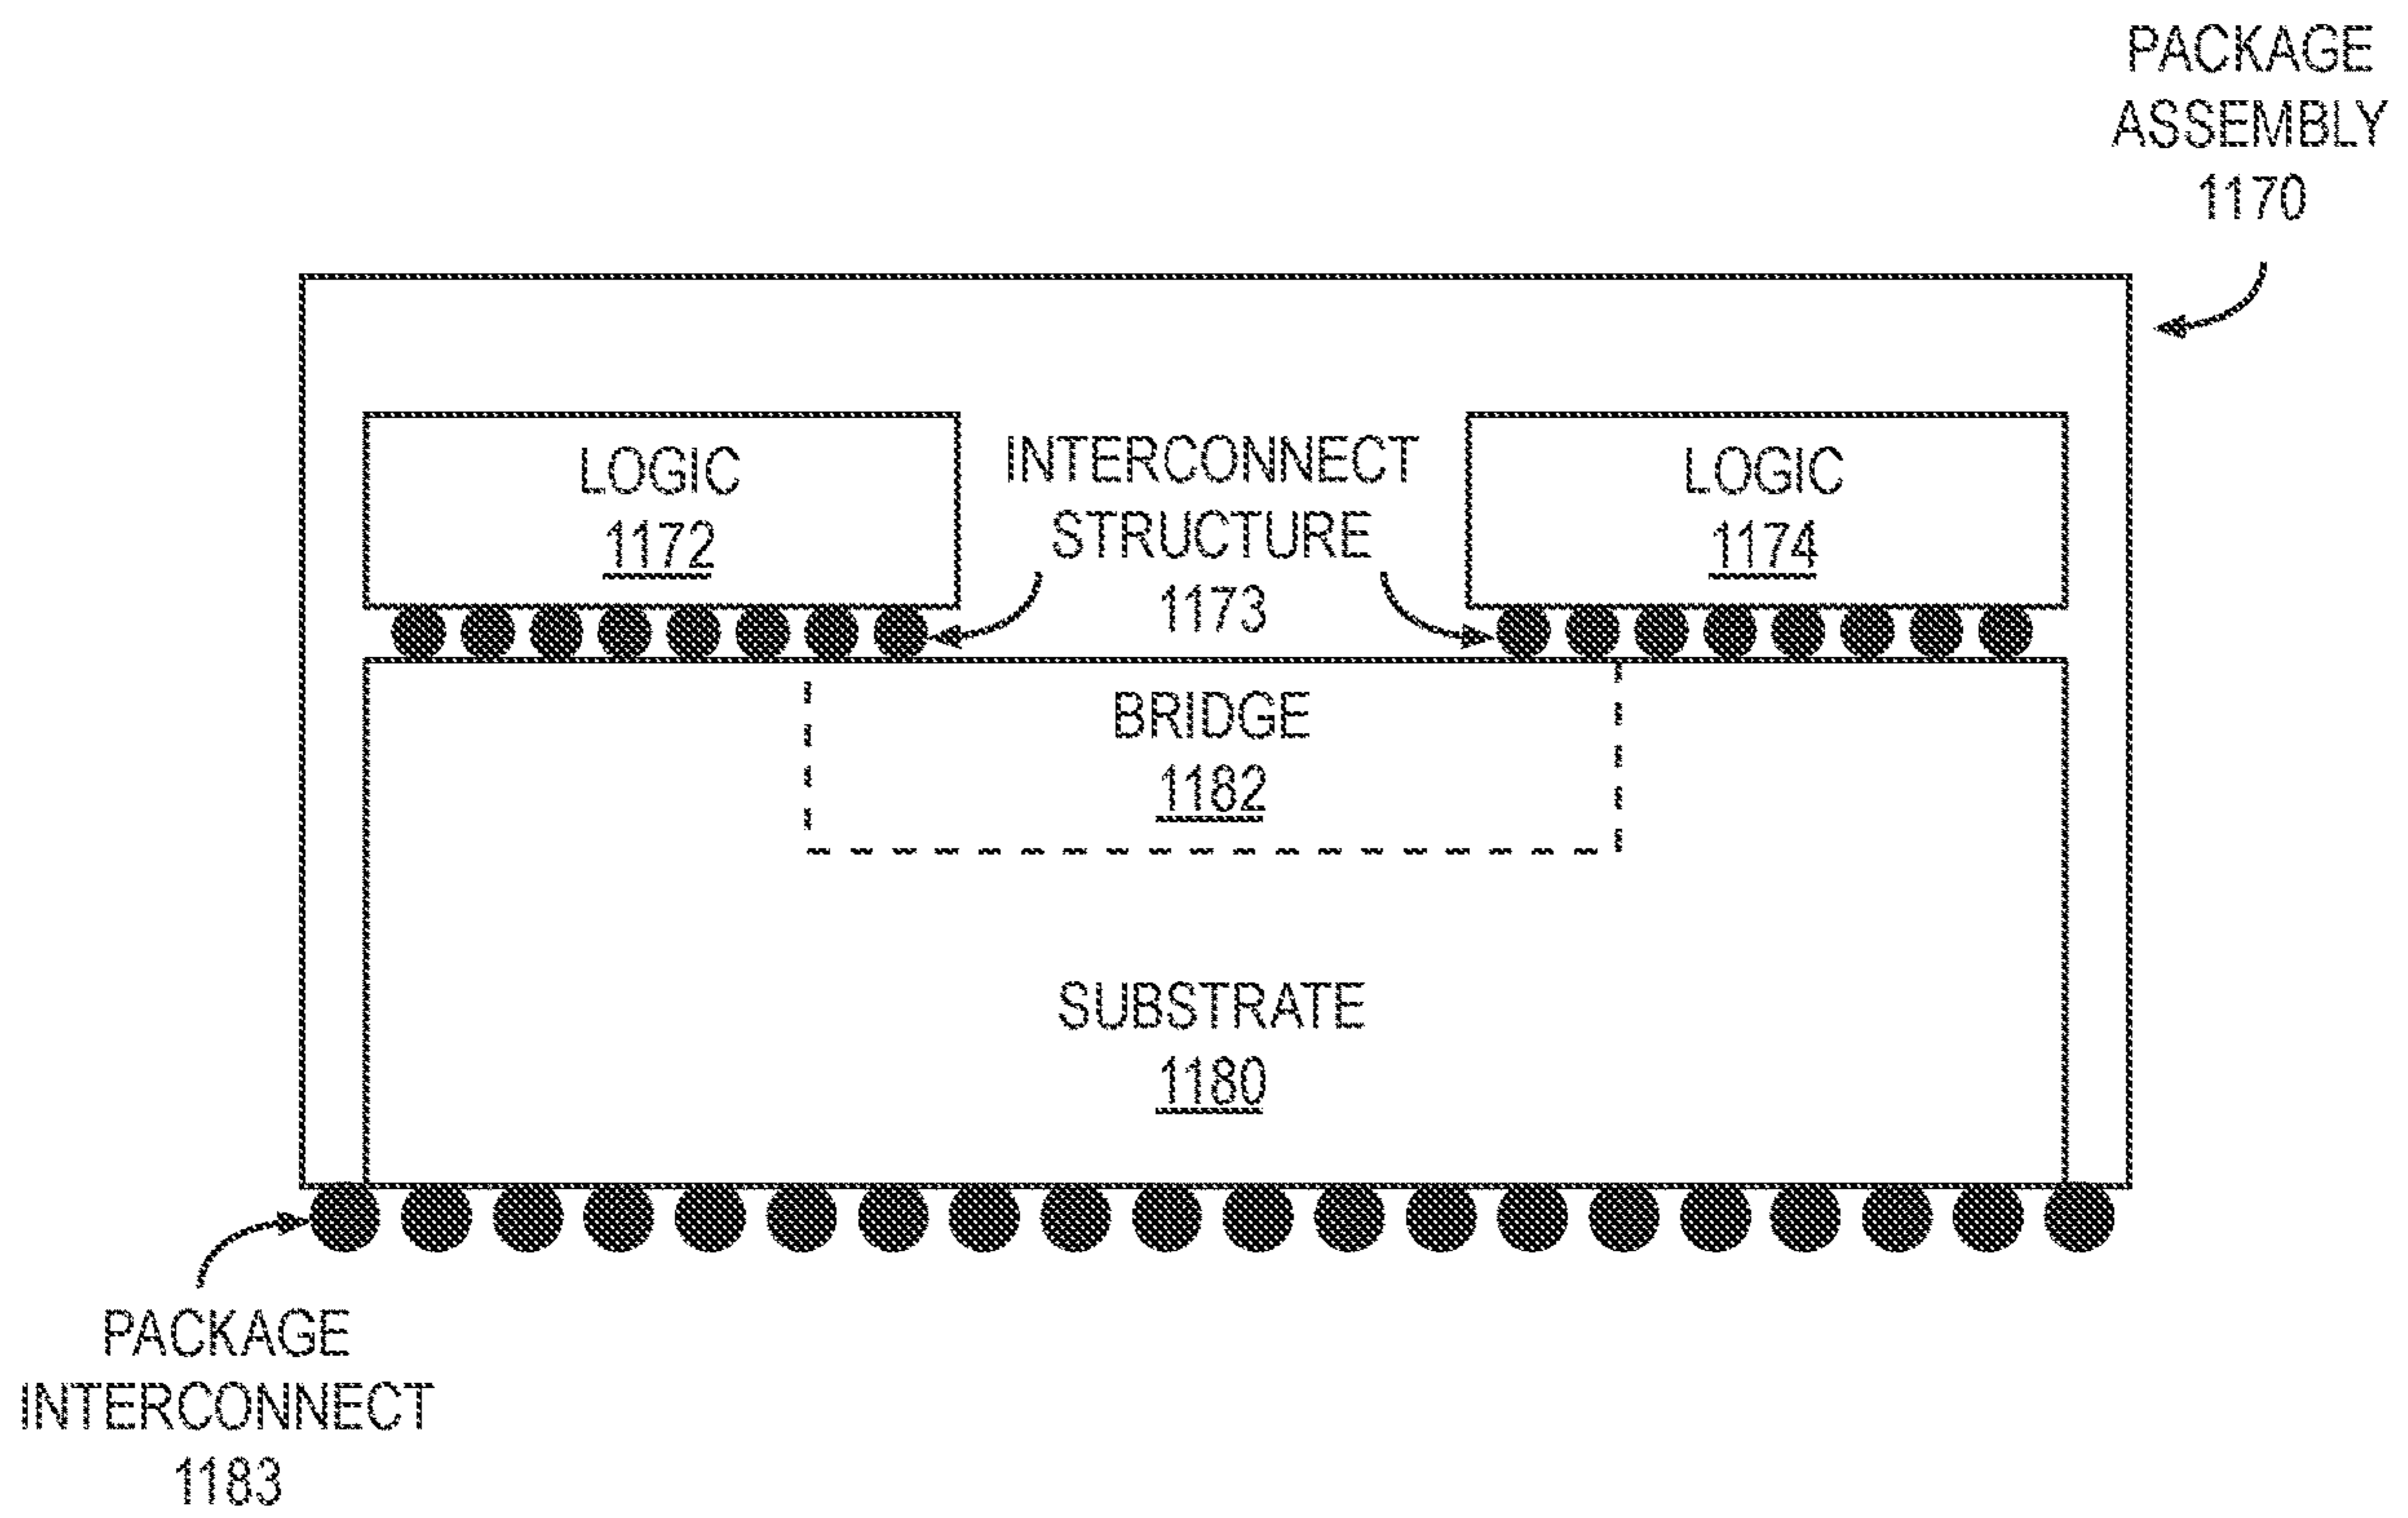 PACKAGE
ASSEMBLY
1170
LOGIC
1172
INTERCONNECT
STRUCTURE
1173
LOGIC
1174
BRIDGE
1182
SUBSTRATE
1180
PACKAGE
INTERCONNECT
1183